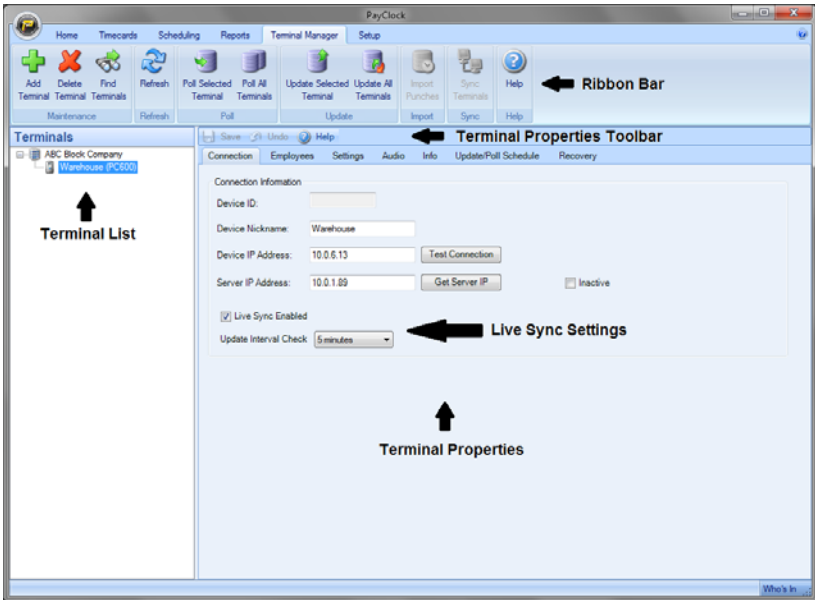 PayClock
Home Timecards Scheduling Reports Terminal Manager Setup
Add Terminal
Delete Terminal
Find Terminals
Refresh
Poll Selected Terminal
Poll All Terminals
Update Selected Terminal
Update All Terminals
Import Punches
Sync Terminals
Help
Ribbon Bar
Maintenance Refresh Poll Update Import Sync Help
Terminals
Save Undo Help
Terminal Properties Toolbar
ABC Block Company
Warehouse (PC600)
Terminal List
Connection Employees Settings Audio Info Update/Poll Schedule Recovery
Connection Information
Device ID:
Device Nickname: Warehouse
Device IP Address: 10.0.6.13 Test Connection
Server IP Address: 10.0.1.89 Get Server IP Inactive
Live Sync Enabled
Update Interval Check 5 minutes
Live Sync Settings
Terminal Properties
Who's In